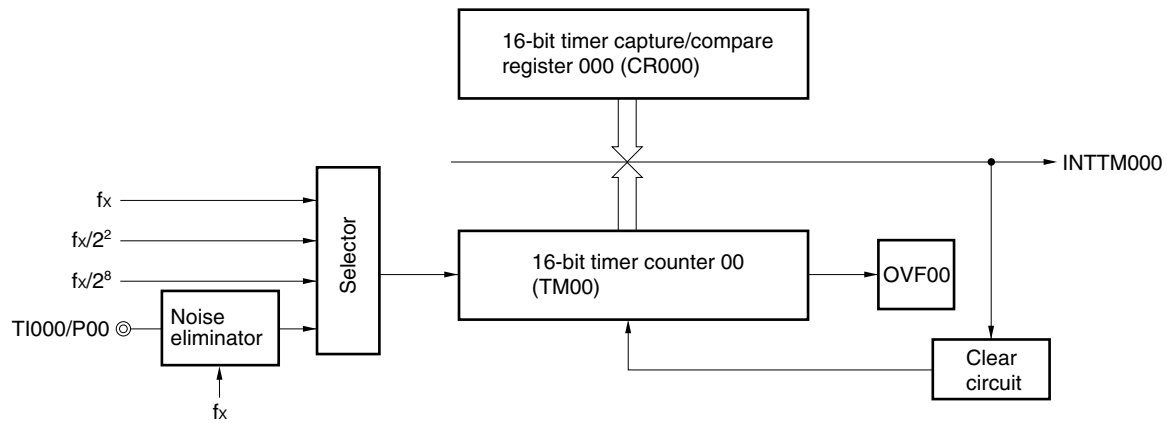 16-bit timer capture/compare
register 000 (CR000)
INTTM000
fx
fx/2²
fx/2⁸
TI000/P00
Noise
eliminator
fx
Selector
16-bit timer counter 00
(TM00)
OVF00
Clear
circuit